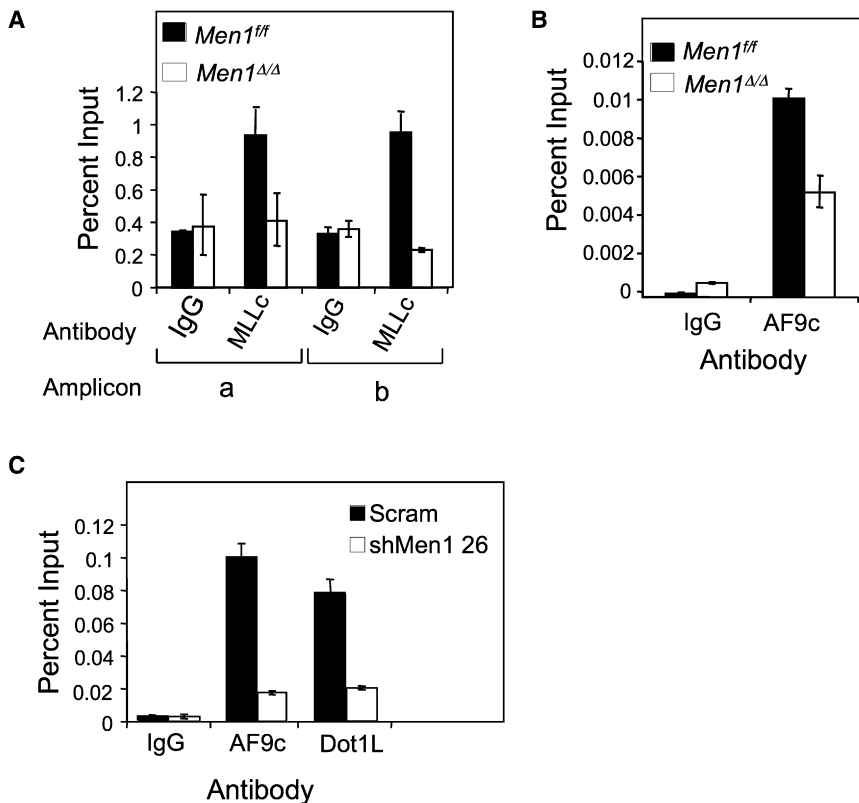 A
Men1f/f
Men1Δ/Δ
Percent Input
1.2
1
0.8
0.6
0.4
0.2
0
Antibody
IgG
MLLc
IgG
MLLc
Amplicon
a
b
B
Men1f/f
Men1Δ/Δ
Percent Input
0.012
0.01
0.006
0.004
0.002
0
IgG
AF9c
Antibody
C
Scram
shMen1 26
Percent Input
0.12
0.1
0.08
0.06
0.04
0.02
0
IgG
AF9c
Dot1L
Antibody